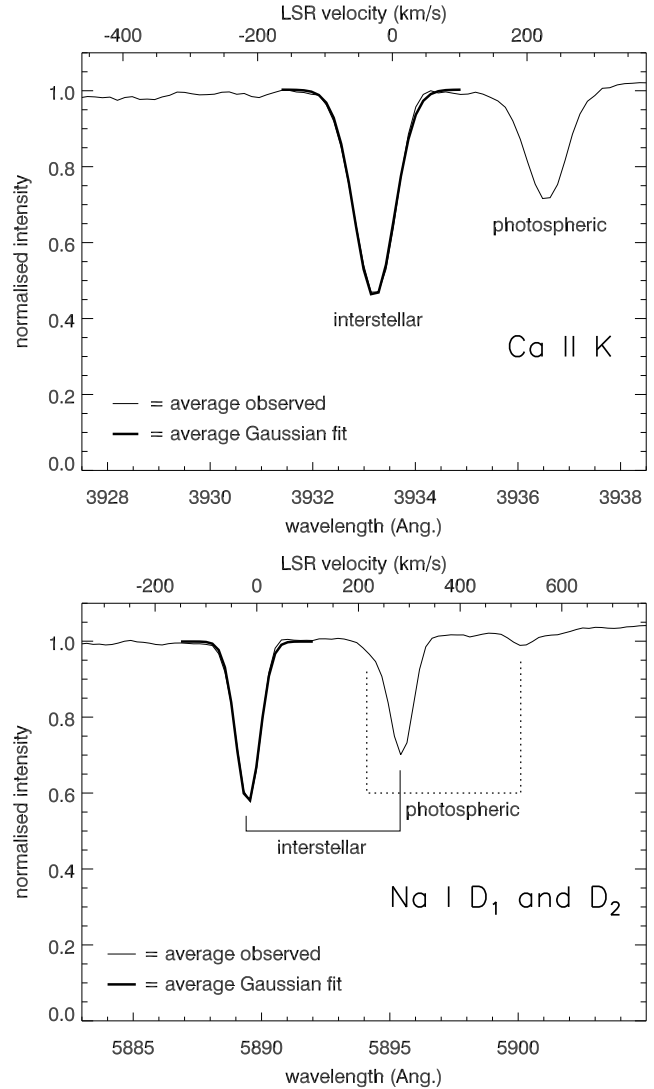 LSR velocity (km/s)
-400 -200 0 200
1.0
0.8
0.6
0.4
0.2
0.0
normalised intensity
photospheric
interstellar
Ca II K
= average observed
= average Gaussian fit
3928 3930 3932 3934 3936 3938
wavelength (Ang.)
LSR velocity (km/s)
-200 0 200 400 600
1.0
0.8
0.6
0.4
0.2
0.0
normalised intensity
photospheric
interstellar
Na I D₁ and D₂
= average observed
= average Gaussian fit
5885 5890 5895 5900
wavelength (Ang.)